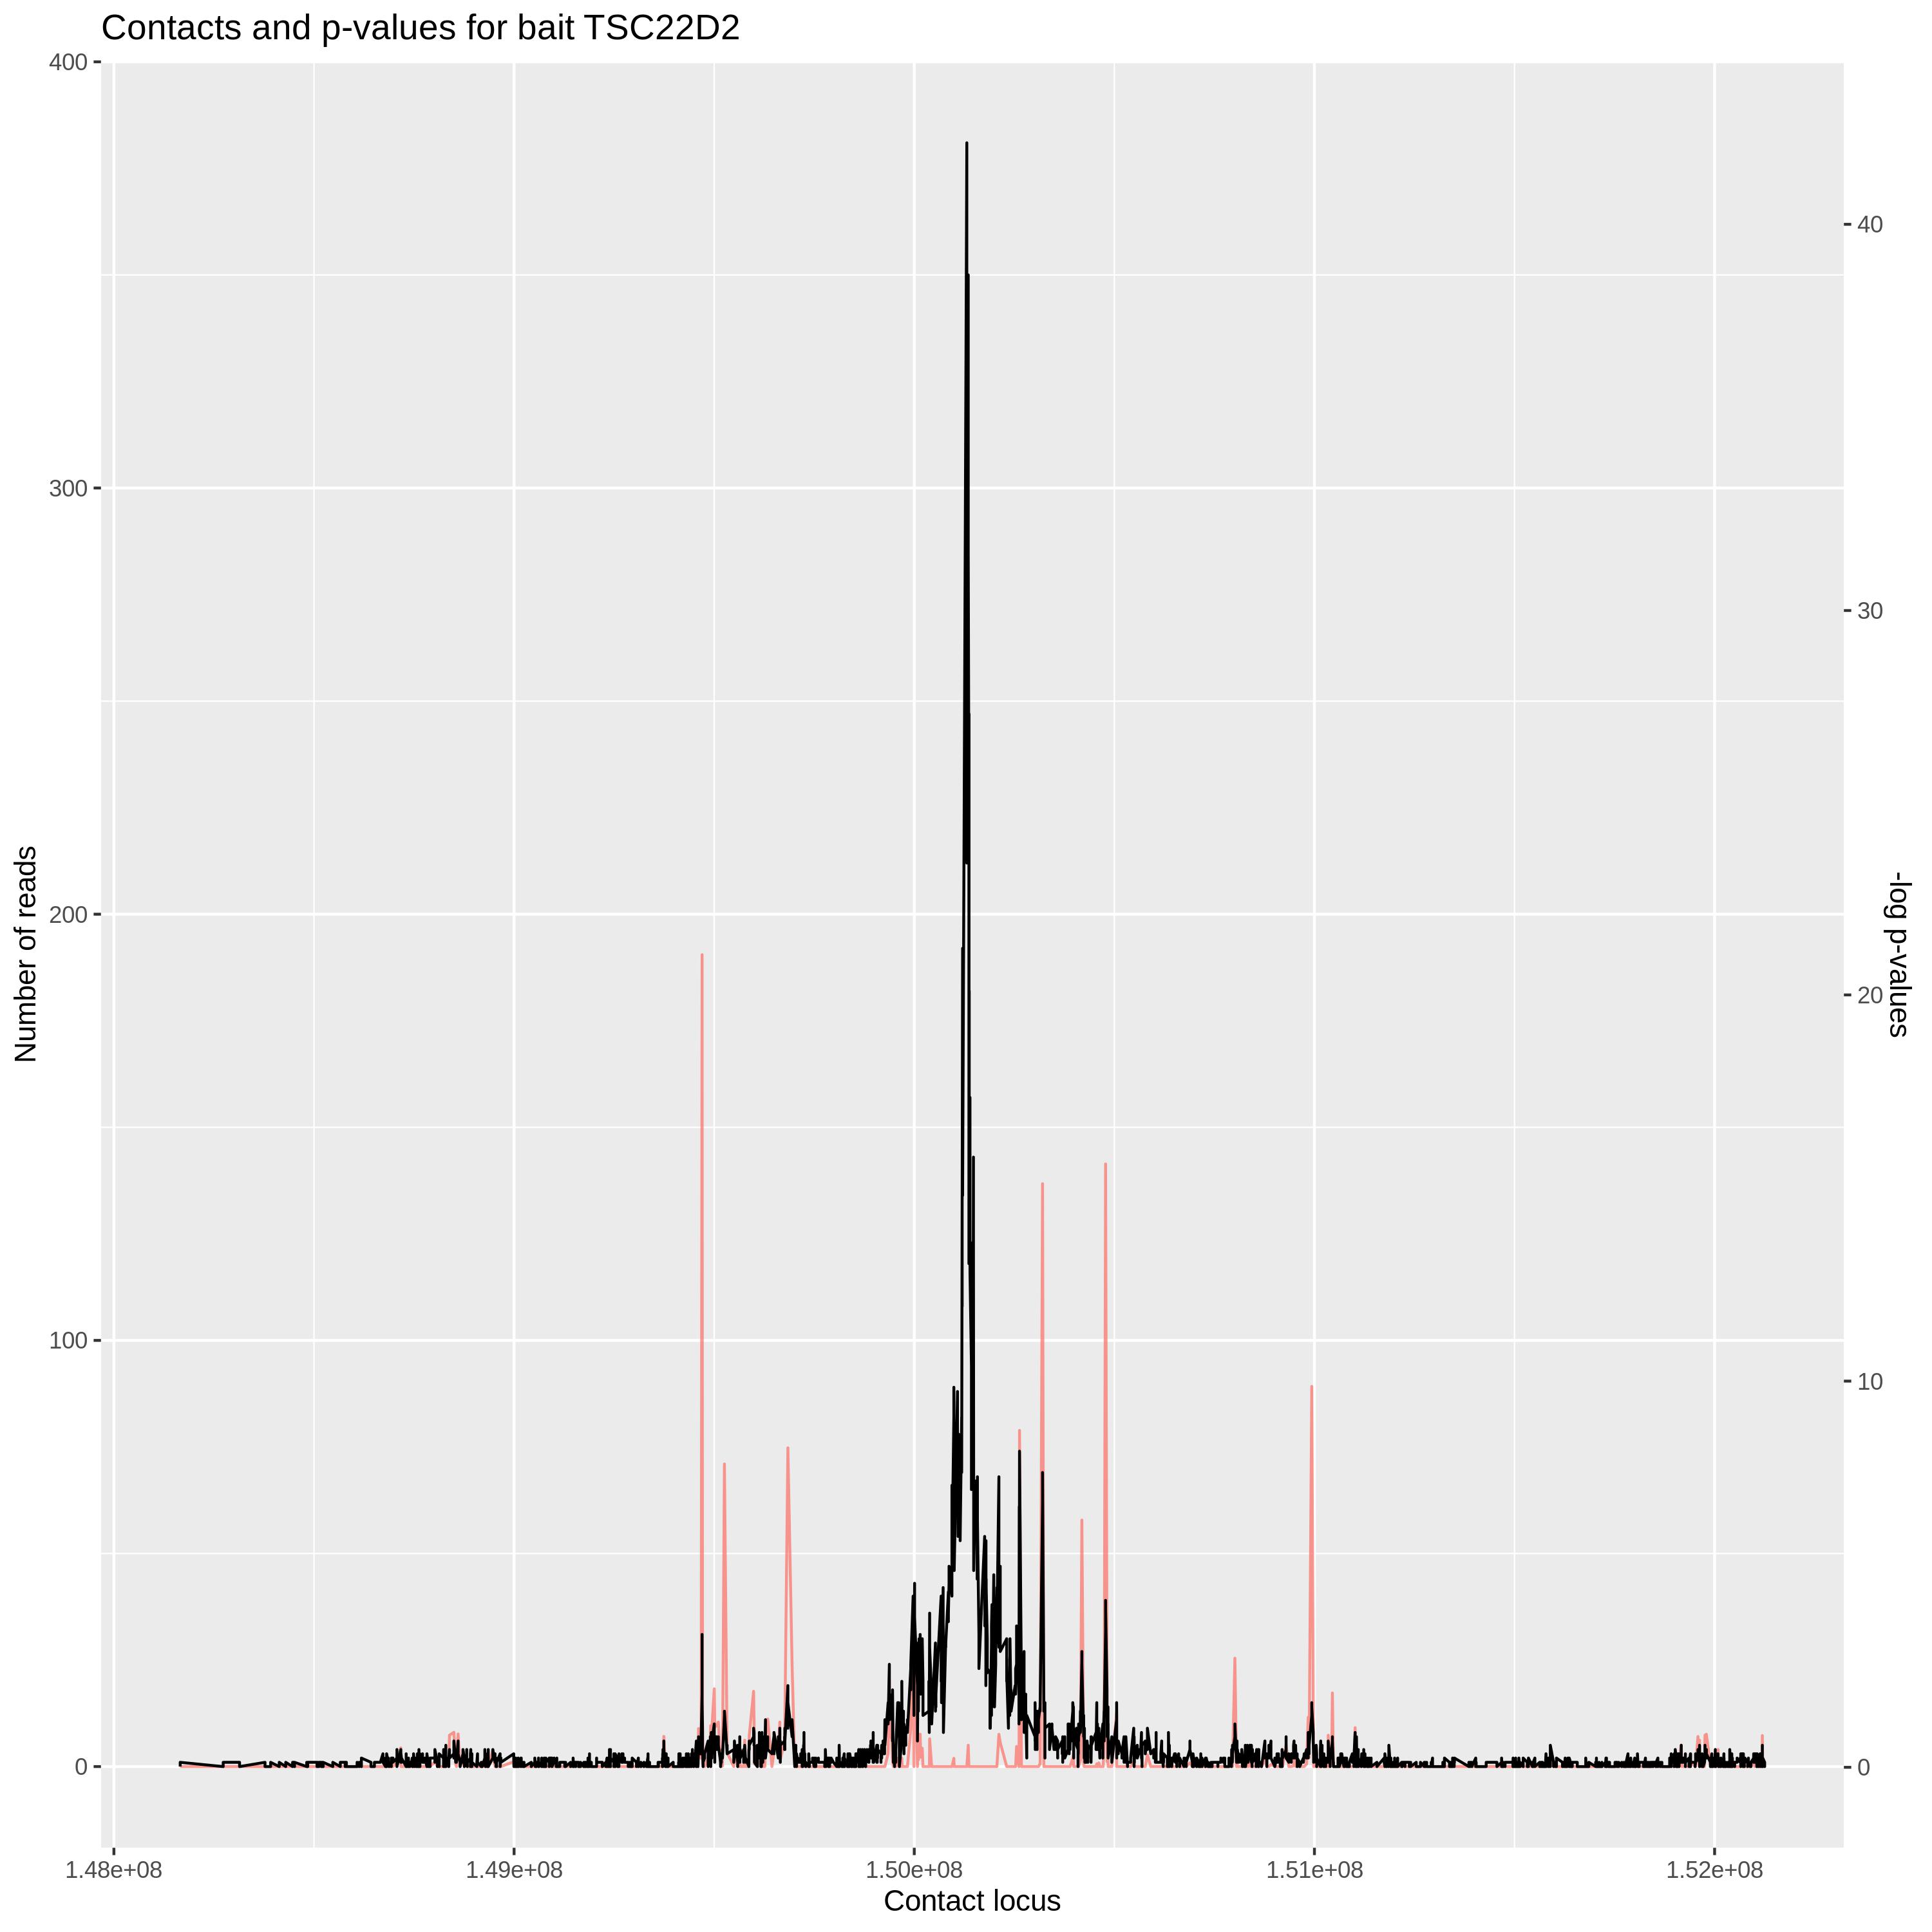 Contacts and p-values for bait TSC22D2
400
300
200
100
0
Number of reads
40
30
20
10
0
-log p-values
1.48e+08 1.49e+08 1.50e+08 1.51e+08 1.52e+08
Contact locus